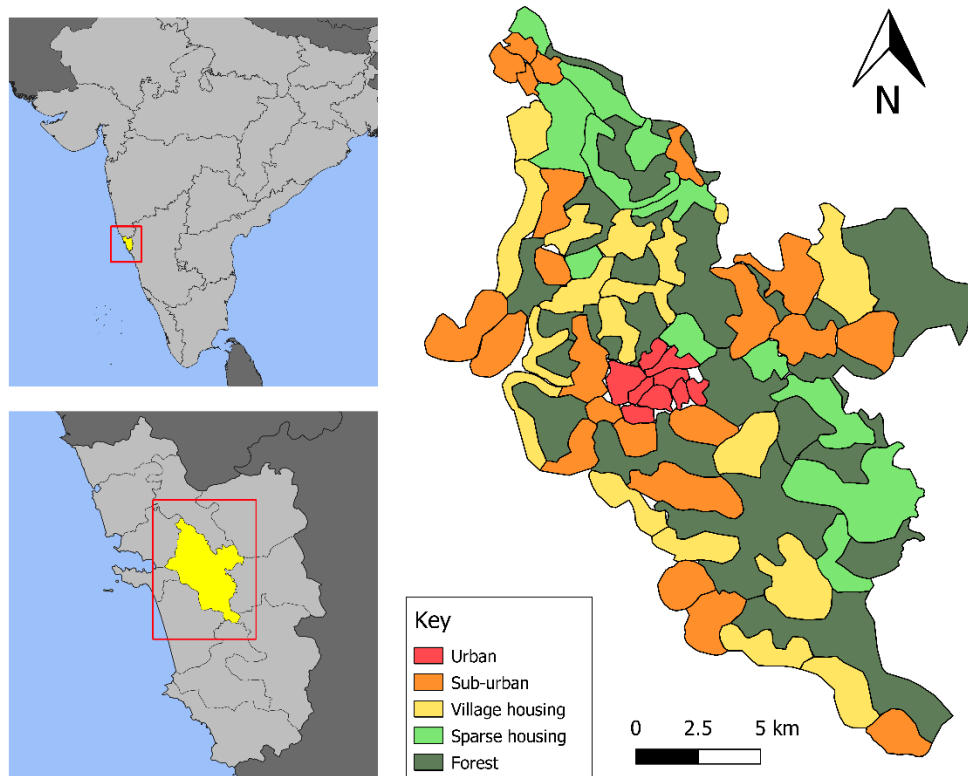 N
Key
Urban
Sub-urban
Village housing
Sparse housing
Forest
0 2.5 5 km